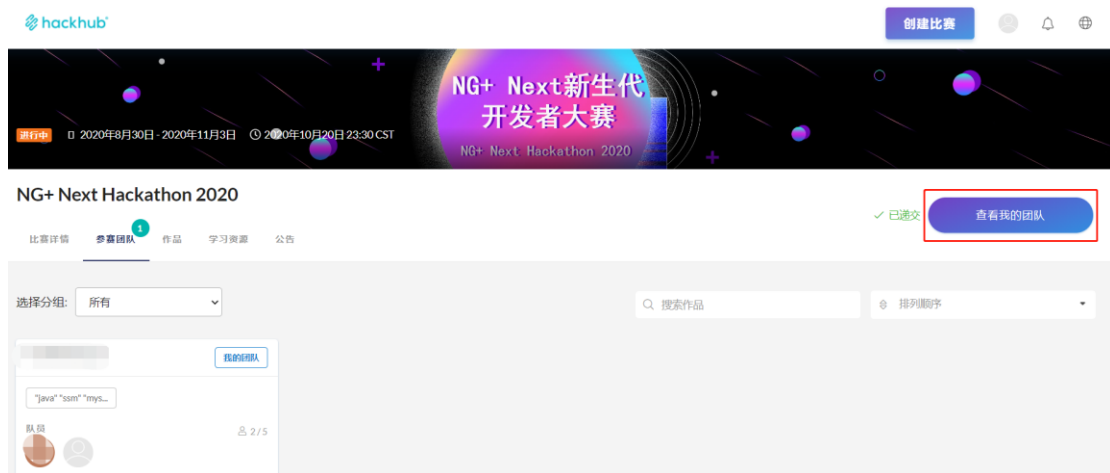 hackhub
创建比赛
NG+ Next新生代
开发者大赛
NG+ Next Hackathon 2020
进行中 2020年8月30日 - 2020年11月3日 2020年10月20日 23:30 CST
NG+ Next Hackathon 2020
已递交 查看我的团队
比赛详情 参赛团队 1 作品 学习资源 公告
选择分组: 所有 搜索作品 排列顺序
我的团队
"java" "ssm" "mys...
队员 2/5